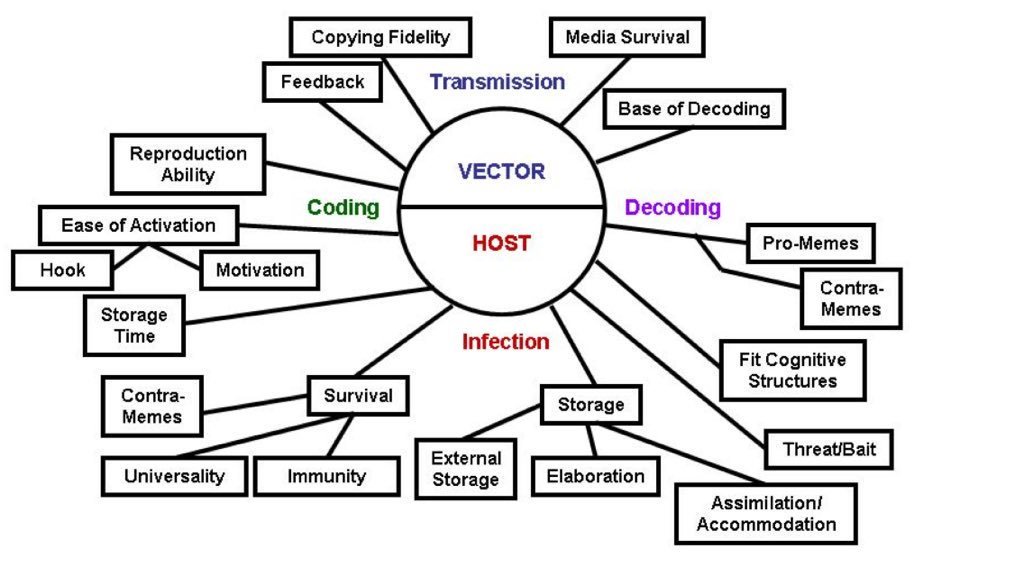 Copying Fidelity
Media Survival
Feedback
Transmission
Base of Decoding
Reproduction
Ability
VECTOR
Coding
Decoding
Ease of Activation
HOST
Pro-Memes
Hook
Motivation
Contra-
Memes
Storage
Time
Infection
Fit Cognitive
Structures
Contra-
Memes
Survival
Storage
Threat/Bait
Universality
Immunity
External
Storage
Elaboration
Assimilation/
Accommodation